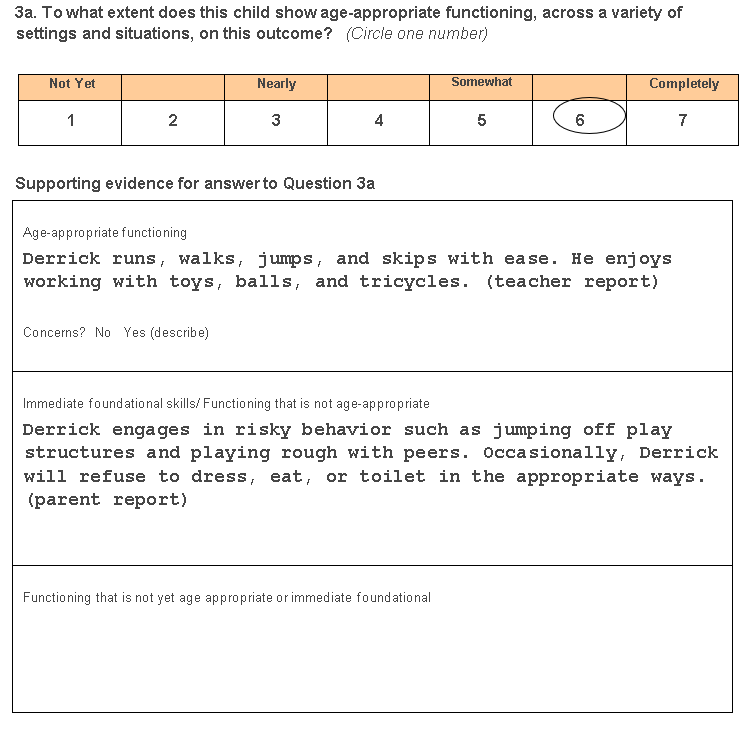 3a. To what extent does this child show age-appropriate functioning, across a variety of
settings and situations, on this outcome? (Circle one number)
Not Yet Nearly Somewhat Completely
1 2 3 4 5 6 7
Supporting evidence for answer to Question 3a
Age-appropriate functioning
Derrick runs, walks, jumps, and skips with ease. He enjoys
working with toys, balls, and tricycles. (teacher report)
Concerns? No Yes (describe)
Immediate foundational skills/ Functioning that is not age-appropriate
Derrick engages in risky behavior such as jumping off play
structures and playing rough with peers. Occasionally, Derrick
will refuse to dress, eat, or toilet in the appropriate ways.
(parent report)
Functioning that is not yet age appropriate or immediate foundational